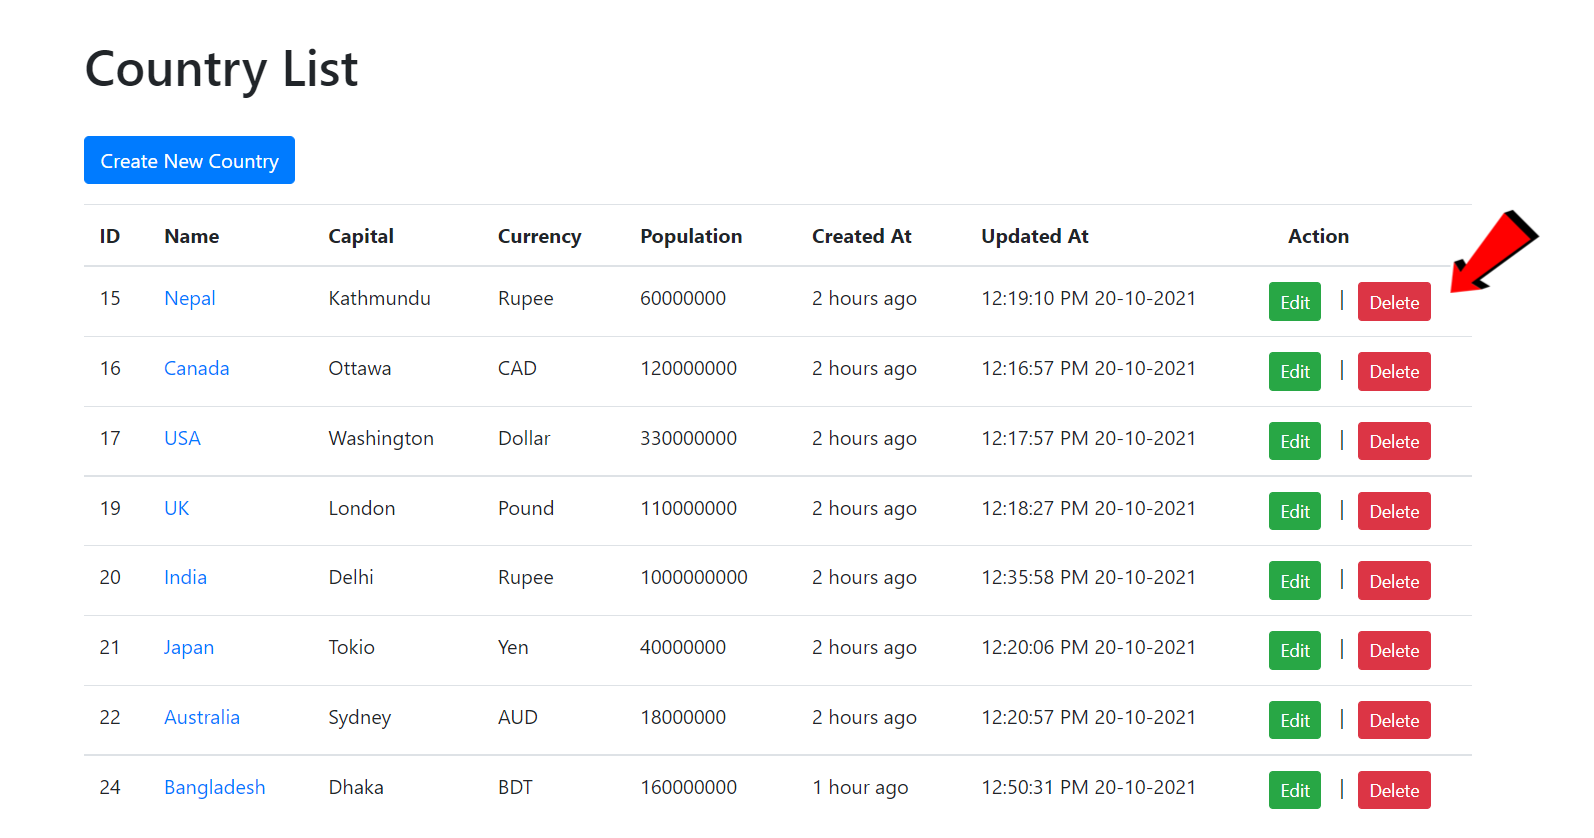 Country List
Create New Country
ID Name Capital Currency Population Created At Updated At Action
15 Nepal Kathmundu Rupee 60000000 2 hours ago 12:19:10 PM 20-10-2021 Edit | Delete
16 Canada Ottawa CAD 120000000 2 hours ago 12:16:57 PM 20-10-2021 Edit | Delete
17 USA Washington Dollar 330000000 2 hours ago 12:17:57 PM 20-10-2021 Edit | Delete
19 UK London Pound 110000000 2 hours ago 12:18:27 PM 20-10-2021 Edit | Delete
20 India Delhi Rupee 1000000000 2 hours ago 12:35:58 PM 20-10-2021 Edit | Delete
21 Japan Tokio Yen 40000000 2 hours ago 12:20:06 PM 20-10-2021 Edit | Delete
22 Australia Sydney AUD 18000000 2 hours ago 12:20:57 PM 20-10-2021 Edit | Delete
24 Bangladesh Dhaka BDT 160000000 1 hour ago 12:50:31 PM 20-10-2021 Edit | Delete